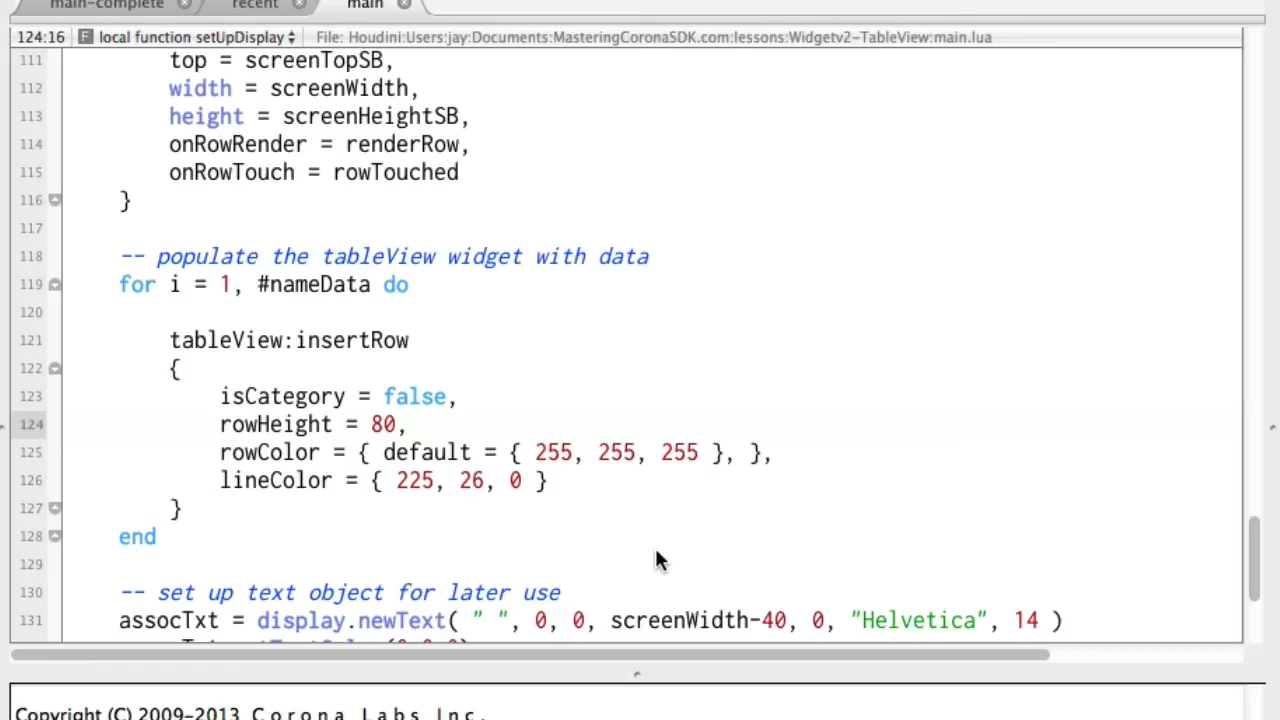 main-complete recent main
124:16 F local function setUpDisplay File: Houdini:Users:jay:Documents:MasteringCoronaSDK.com:lessons:Widgetv2-TableView:main.lua
111 top = screenTopSB,
112 width = screenWidth,
113 height = screenHeightSB,
114 onRowRender = renderRow,
115 onRowTouch = rowTouched
116 }
117
118 -- populate the tableView widget with data
119 for i = 1, #nameData do
120
121 tableView:insertRow
122 {
123 isCategory = false,
124 rowHeight = 80,
125 rowColor = { default = { 255, 255, 255 }, },
126 lineColor = { 225, 26, 0 }
127 }
128 end
129
130 -- set up text object for later use
131 assocTxt = display.newText( " ", 0, 0, screenWidth-40, 0, "Helvetica", 14 )
Copyright (C) 2009-2013 Corona Labs Inc.